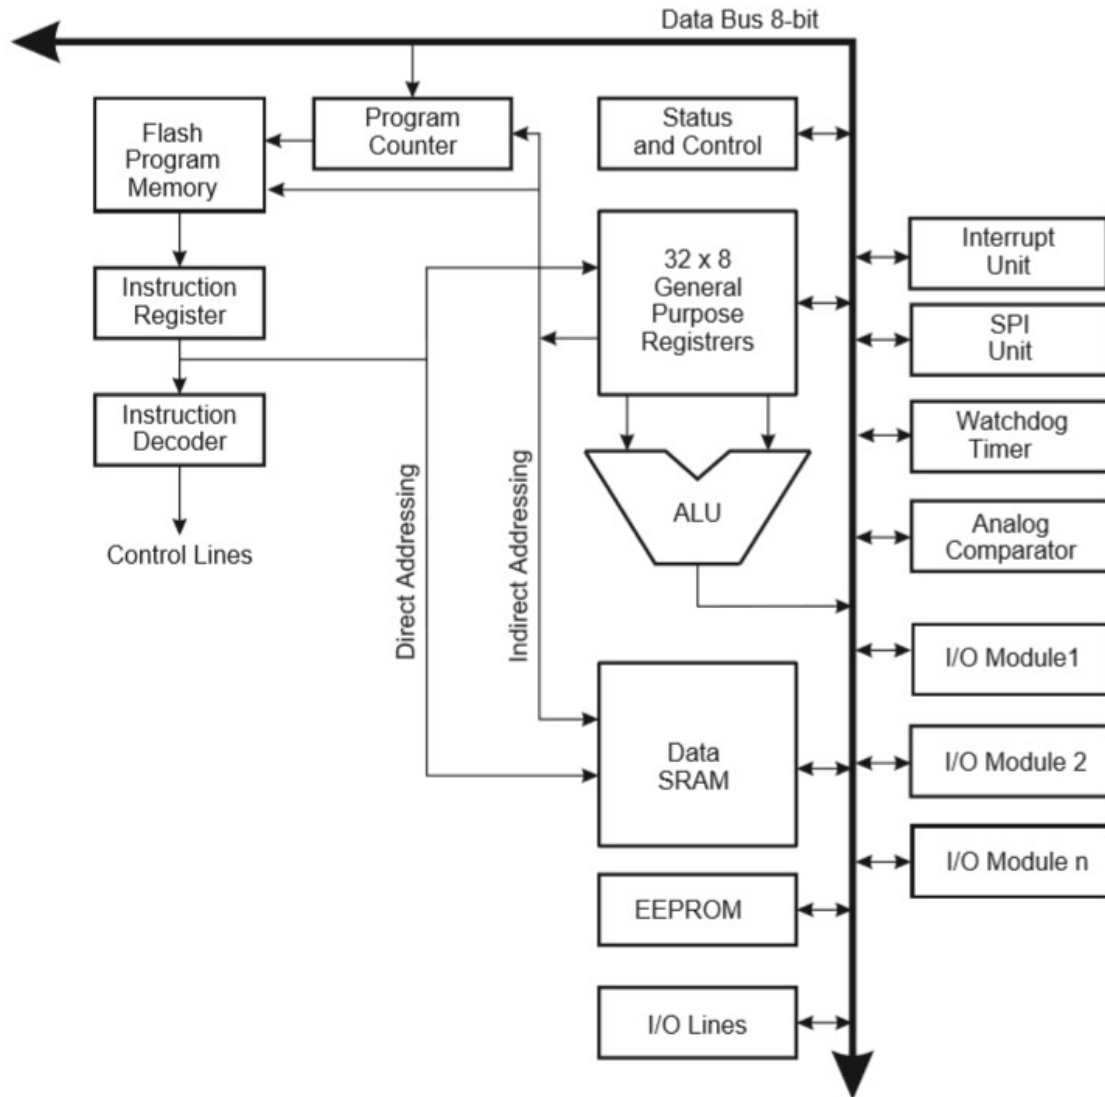 Data Bus 8-bit
Flash
Program
Memory
Program
Counter
Status
and Control
Instruction
Register
32 x 8
General
Purpose
Registrers
Interrupt
Unit
SPI
Unit
Instruction
Decoder
Watchdog
Timer
Direct Addressing
Indirect Addressing
ALU
Analog
Comparator
Control Lines
I/O Module1
Data
SRAM
I/O Module 2
I/O Module n
EEPROM
I/O Lines